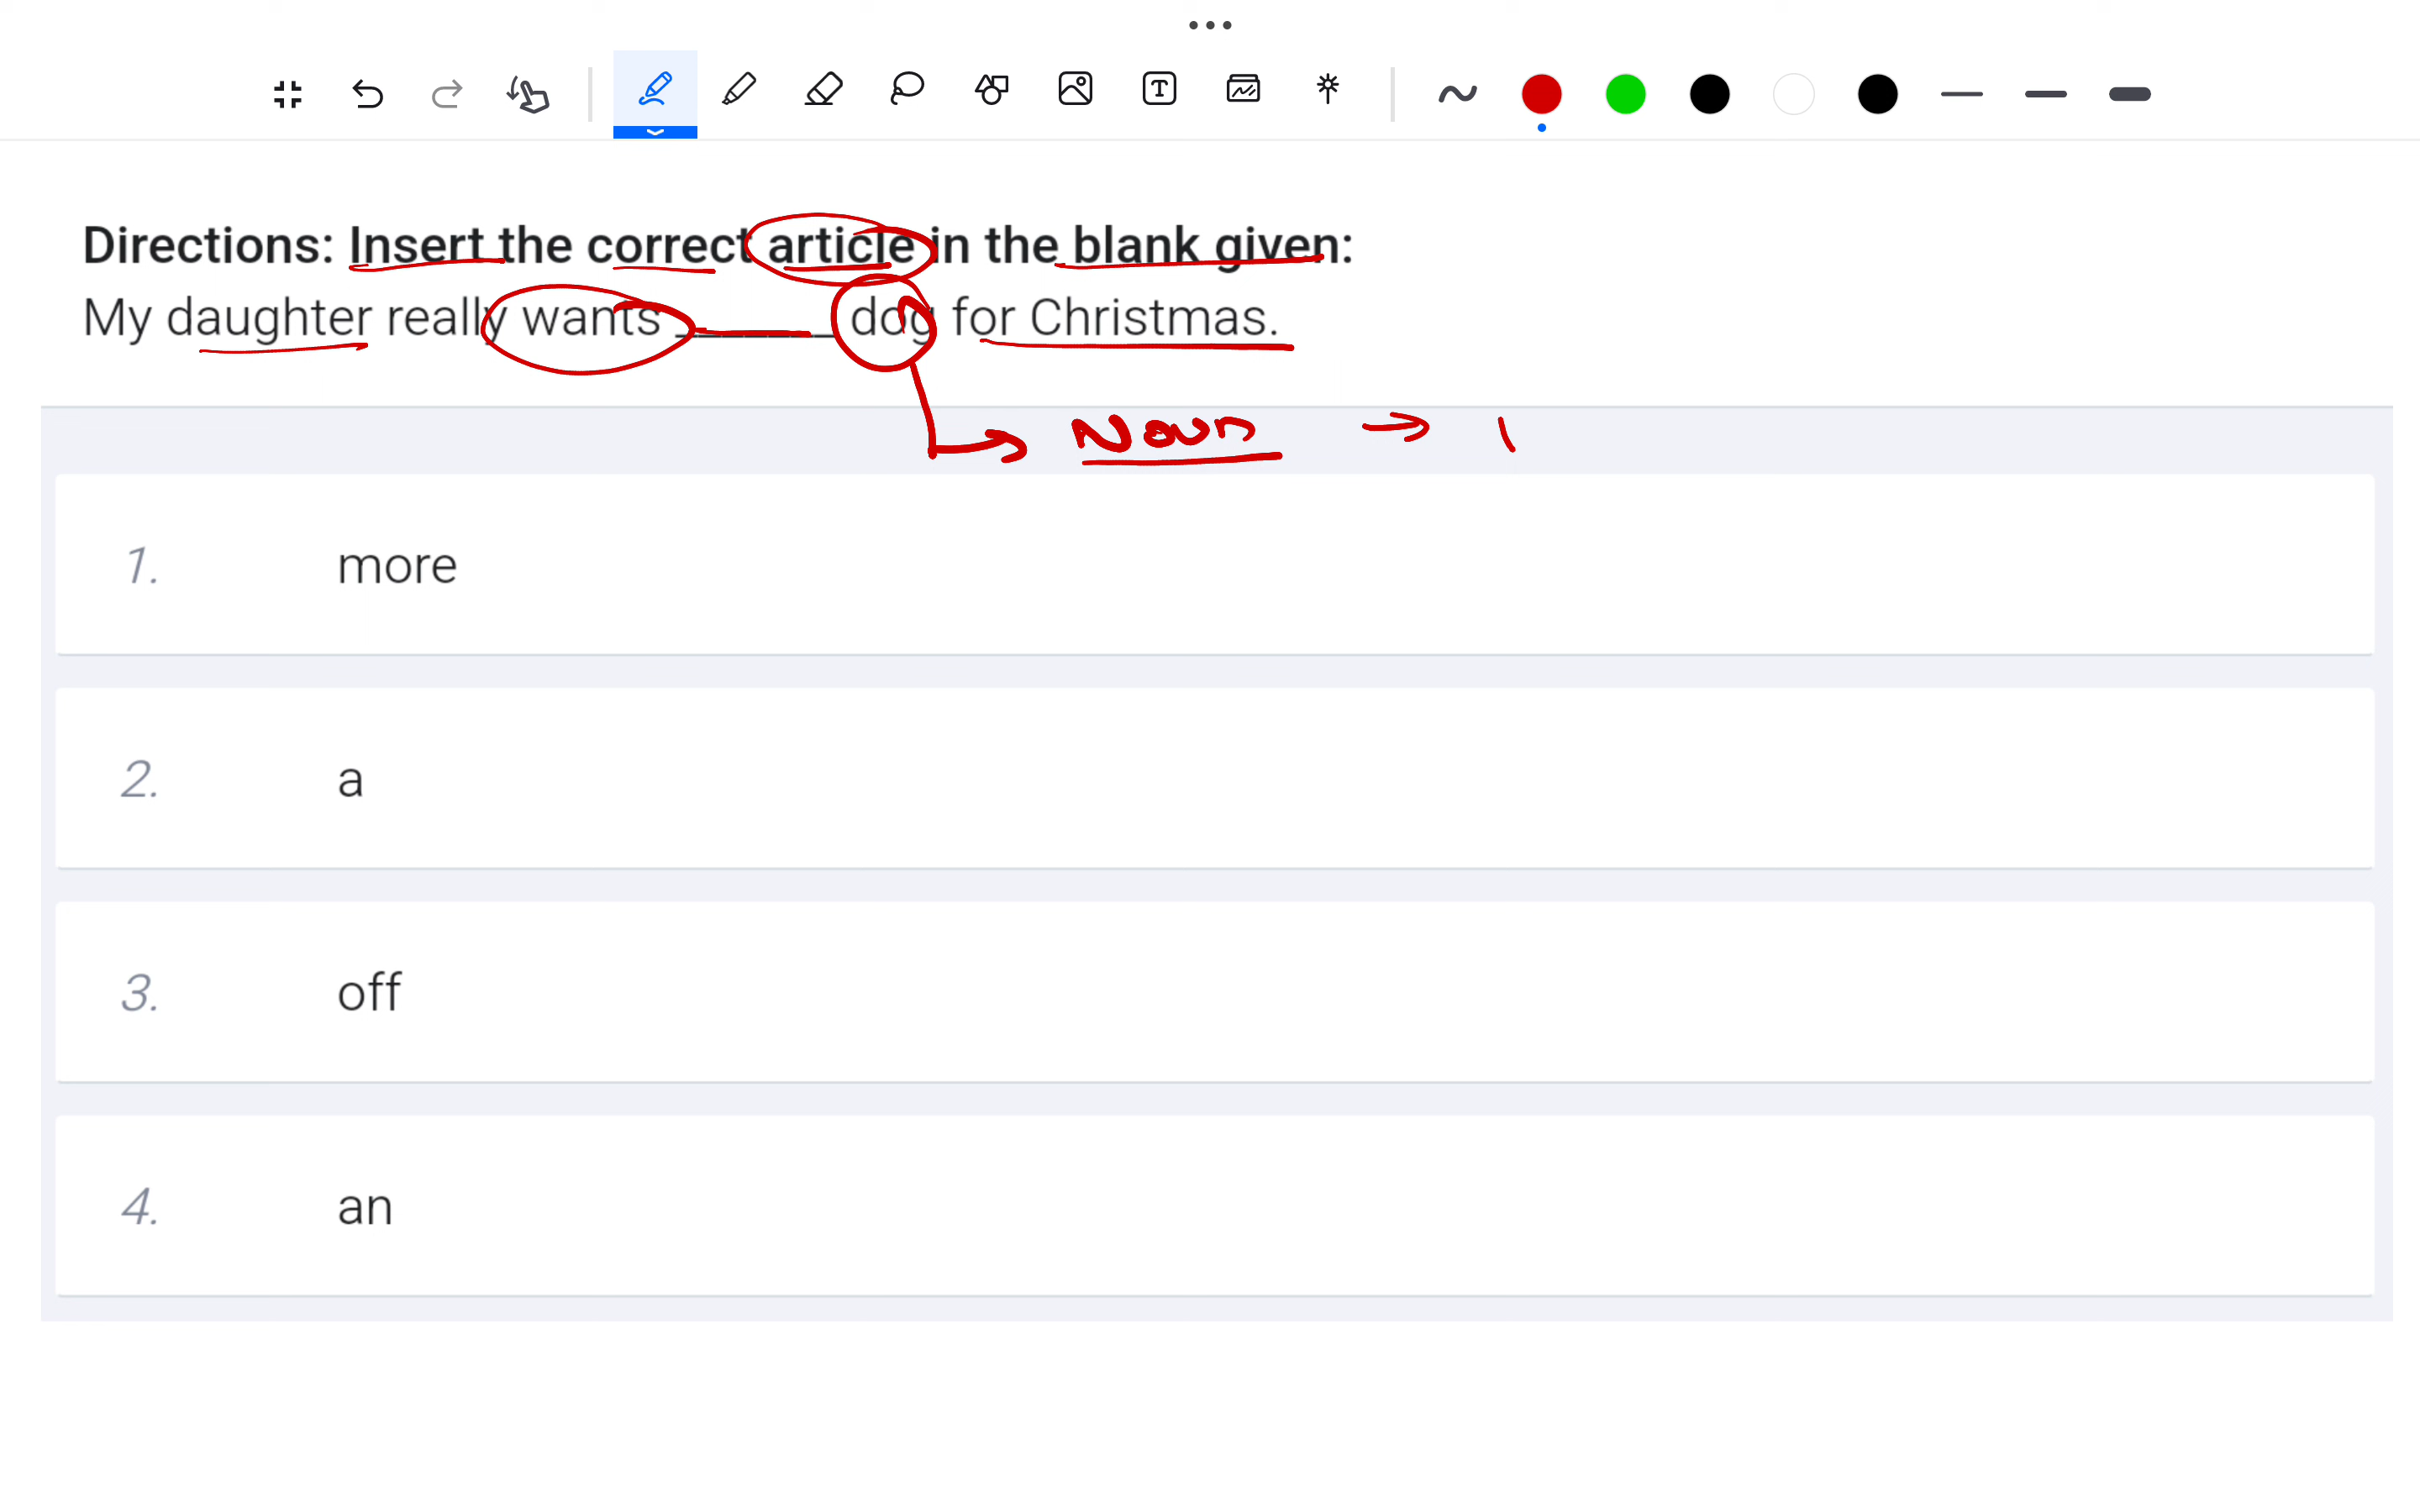 Directions: Insert the correct article in the blank given:
My daughter really wants ______ dog for Christmas.
→ Noun → 1
1. more
2. a
3. off
4. an